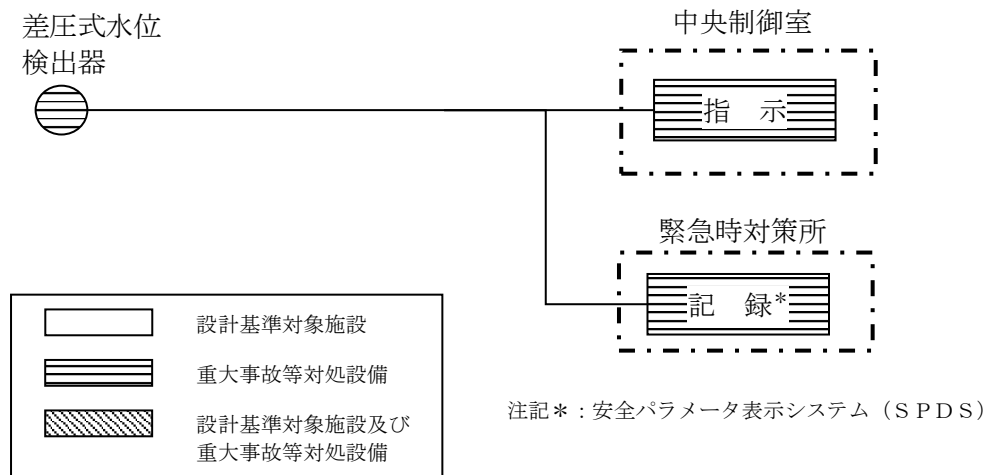 差圧式水位
検出器
中央制御室
指　示
緊急時対策所
記　録*
設計基準対象施設
重大事故等対処設備
設計基準対象施設及び
重大事故等対処設備
注記＊：安全パラメータ表示システム（ＳＰＤＳ）